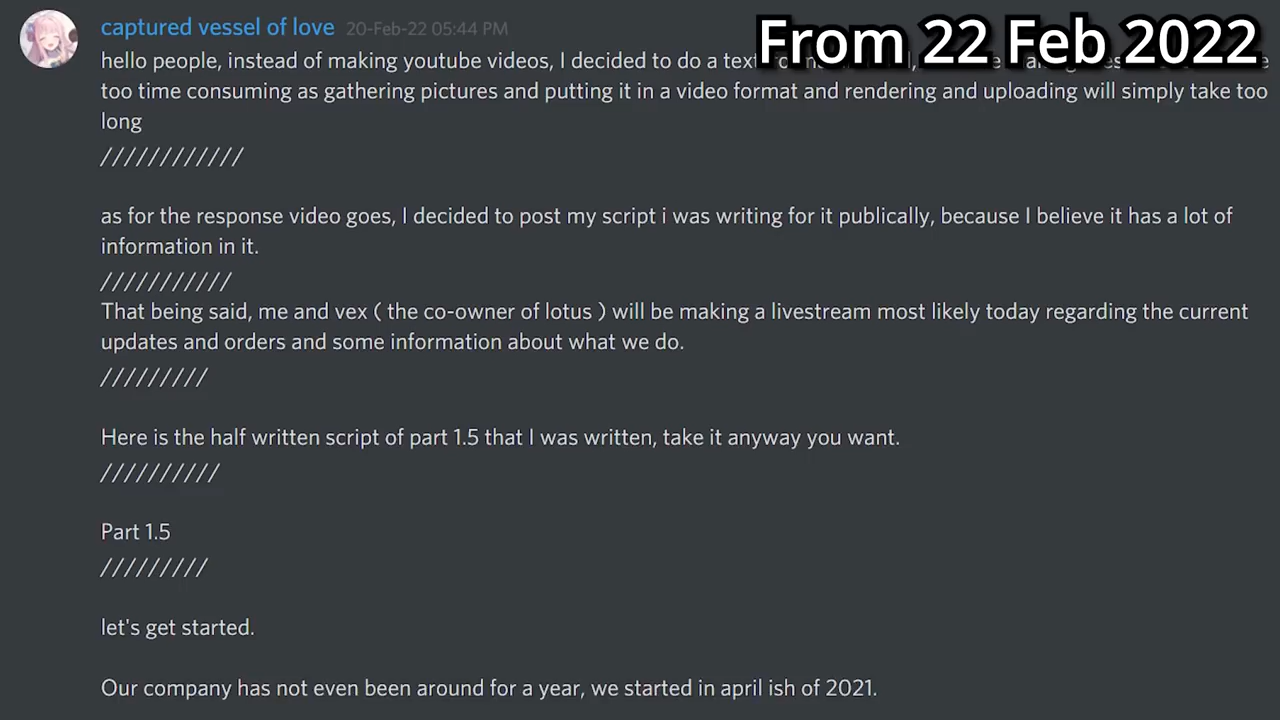 captured vessel of love 20-Feb-22 05:44 PM
From 22 Feb 2022
hello people, instead of making youtube videos, I decided to do a text
too time consuming as gathering pictures and putting it in a video format and rendering and uploading will simply take too
long
////////////
as for the response video goes, I decided to post my script i was writing for it publically, because I believe it has a lot of
information in it.
///////////
That being said, me and vex ( the co-owner of lotus ) will be making a livestream most likely today regarding the current
updates and orders and some information about what we do.
/////////
Here is the half written script of part 1.5 that I was written, take it anyway you want.
//////////
Part 1.5
/////////
let's get started.
Our company has not even been around for a year, we started in april ish of 2021.